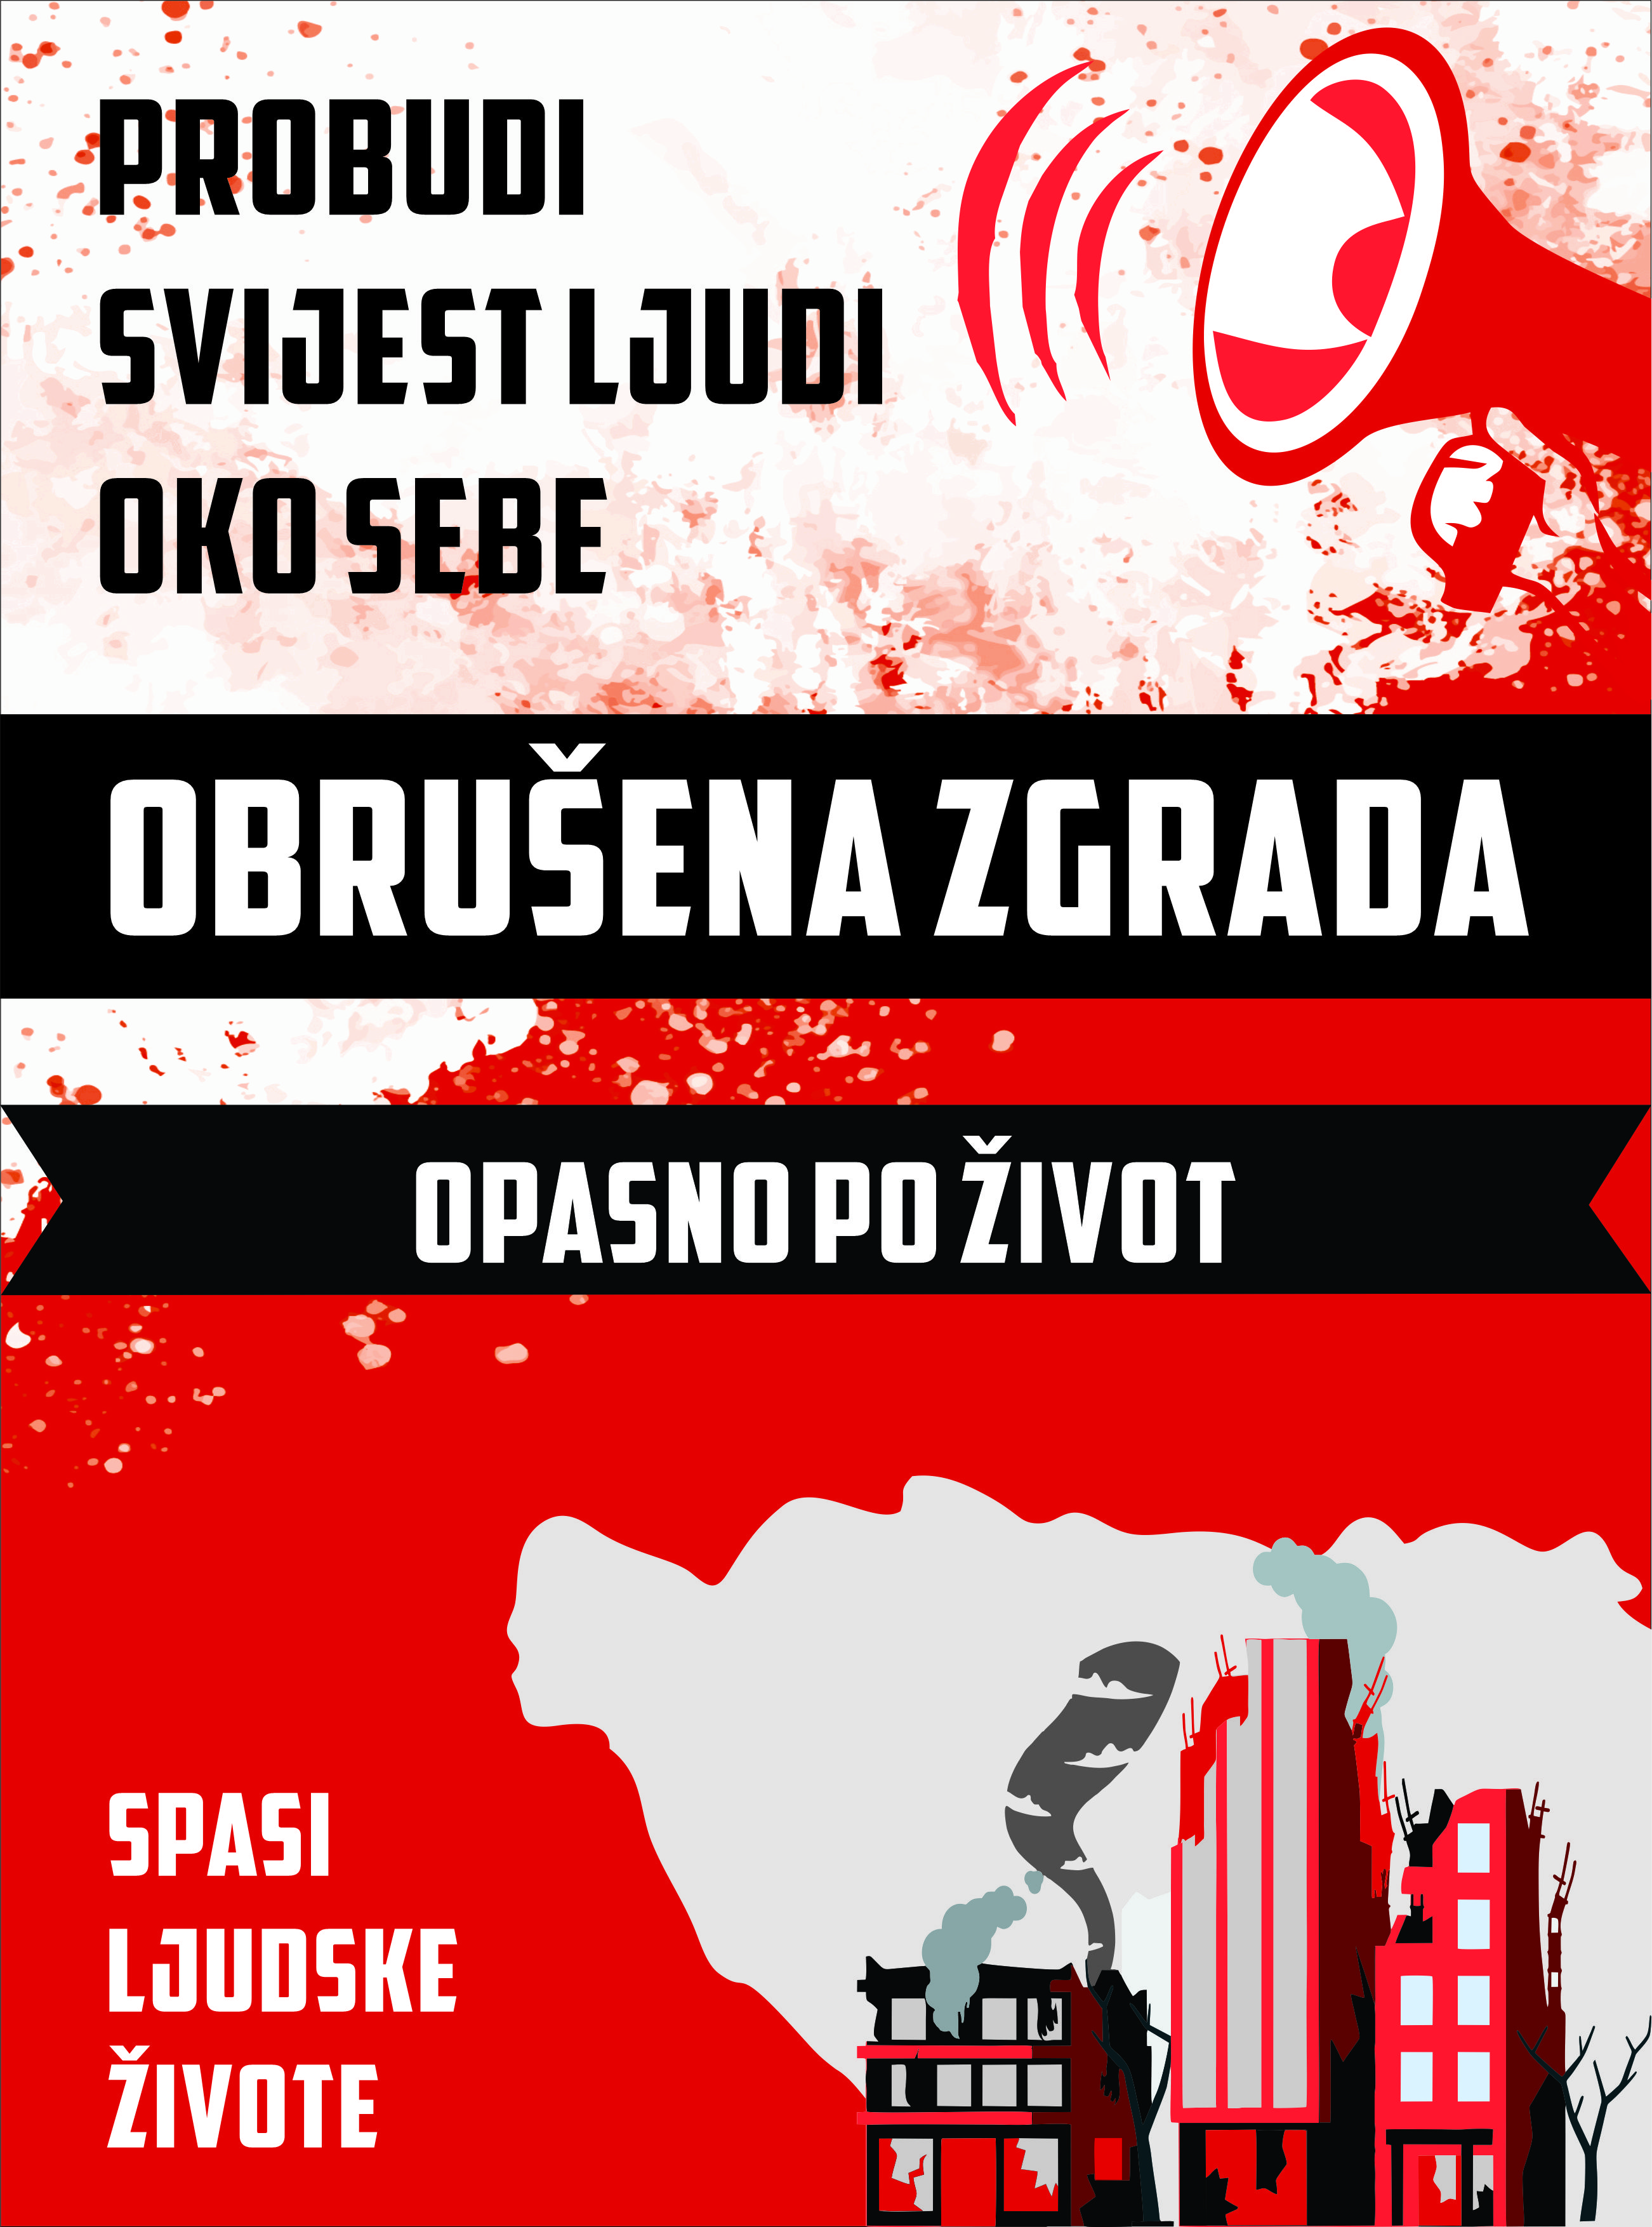 PROBUDI
SVIJEST LJUDI
OKO SEBE
OBRUŠENA ZGRADA
OPASNO PO ŽIVOT
SPASI
LJUDSKE
ŽIVOTE